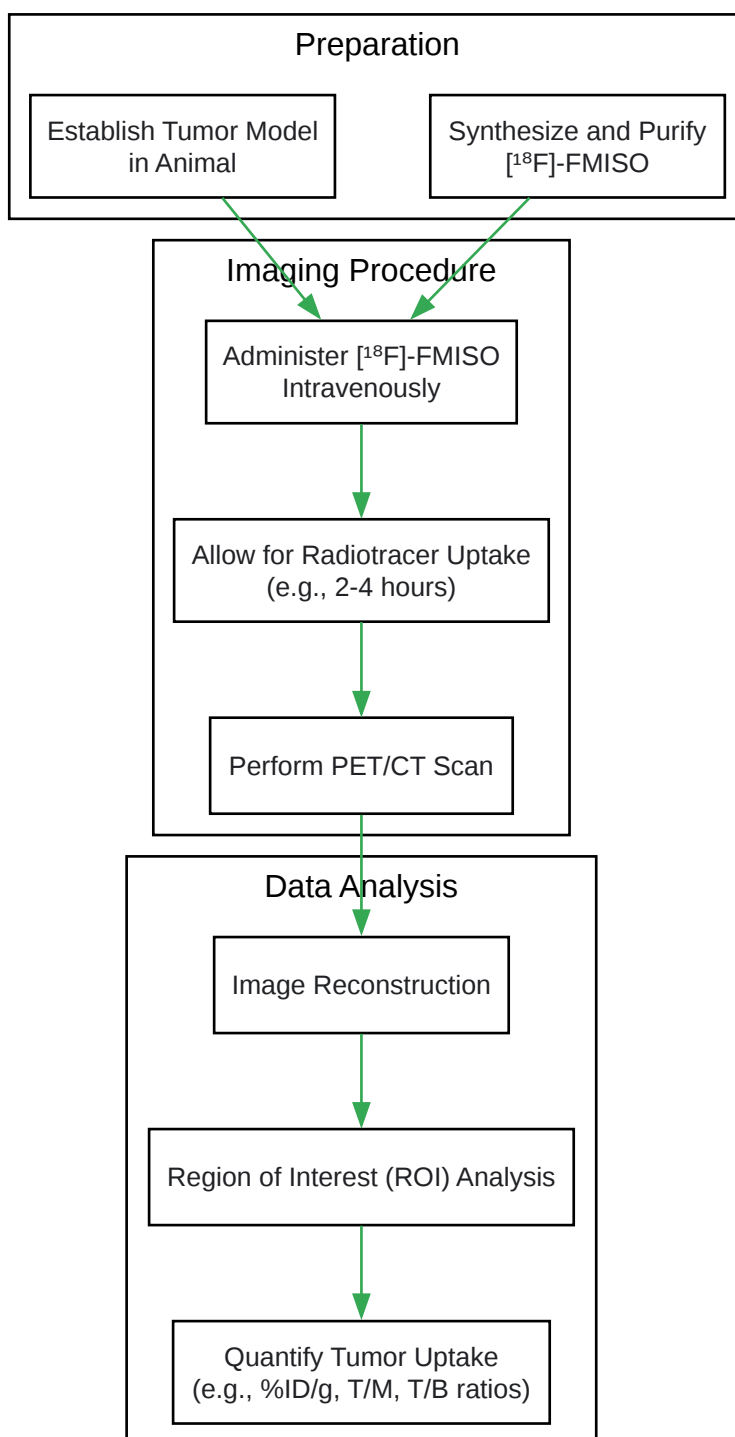 Preparation
Establish Tumor Model
in Animal
Synthesize and Purify
[¹⁸F]-FMISO
Imaging Procedure
Administer [¹⁸F]-FMISO
Intravenously
Allow for Radiotracer Uptake
(e.g., 2-4 hours)
Perform PET/CT Scan
Data Analysis
Image Reconstruction
Region of Interest (ROI) Analysis
Quantify Tumor Uptake
(e.g., %ID/g, T/M, T/B ratios)